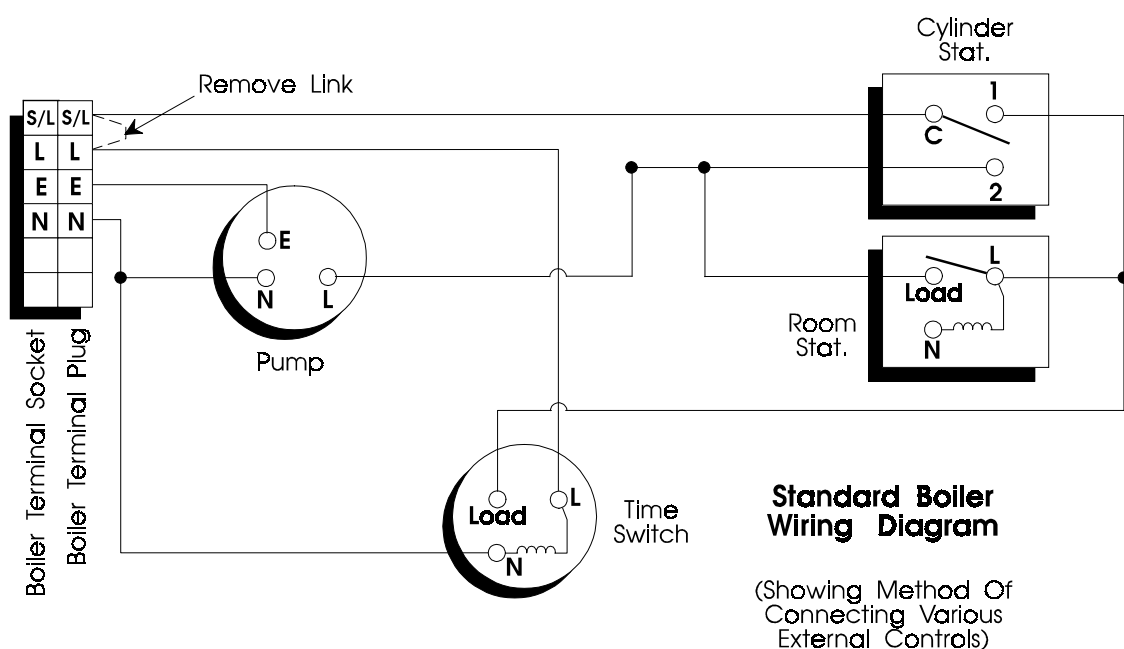 Cylinder
Stat.
Remove Link
1
S/L S/L
C
L L
2
E E
N N
E
N L
Pump
L
Load
N
Room
Stat.
Boiler Terminal Socket
Boiler Terminal Plug
Load L
N
Time
Switch
Standard Boiler
Wiring Diagram
(Showing Method Of
Connecting Various
External Controls)